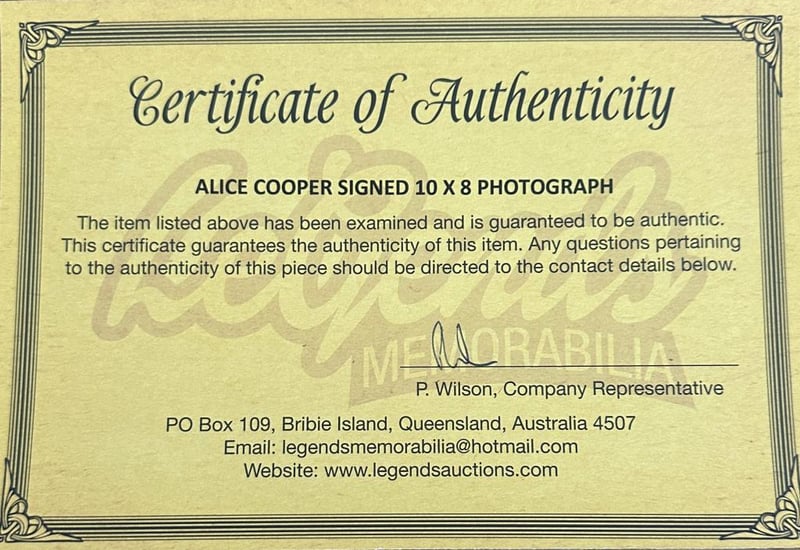 Certificate of Authenticity
Legends
MEMORABILIA
ALICE COOPER SIGNED 10 X 8 PHOTOGRAPH
The item listed above has been examined and is guaranteed to be authentic.
This certificate guarantees the authenticity of this item. Any questions pertaining
to the authenticity of this piece should be directed to the contact details below.
P. Wilson, Company Representative
PO Box 109, Bribie Island, Queensland, Australia 4507
Email: legendsmemorabilia@hotmail.com
Website: www.legendsauctions.com